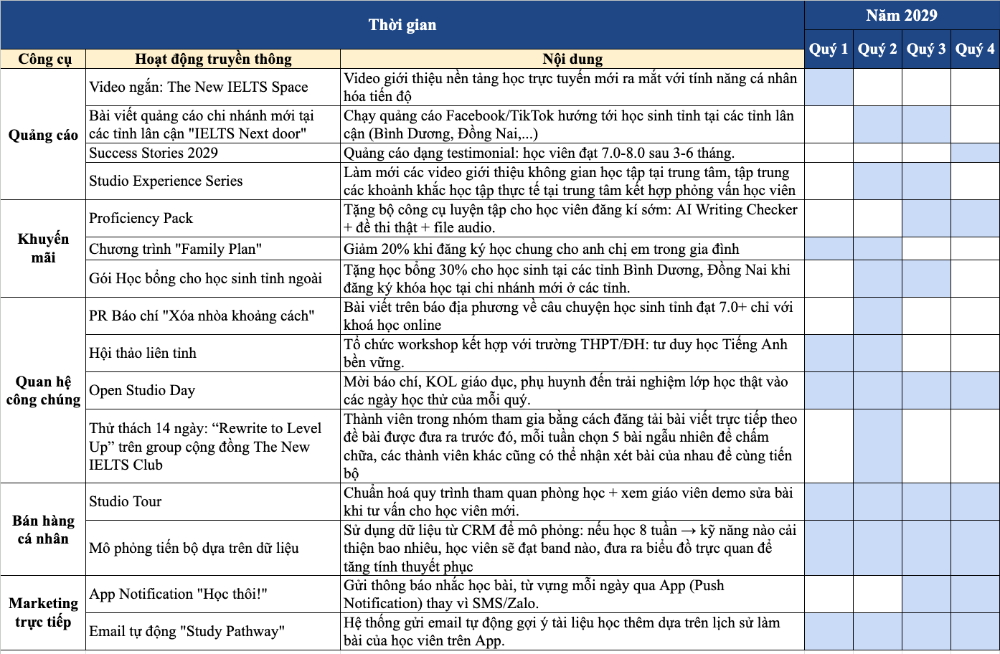 Thời gian
Năm 2029
Quý 1 Quý 2 Quý 3 Quý 4
Công cụ
Hoạt động truyền thông
Nội dung
Quảng cáo
Video ngắn: The New IELTS Space
Video giới thiệu nền tảng học trực tuyến mới ra mắt với tính năng cá nhân
hóa tiến độ
Bài viết quảng cáo chi nhánh mới tại
các tỉnh lân cận "IELTS Next door"
Chạy quảng cáo Facebook/TikTok hướng tới học sinh tỉnh tại các tỉnh lân
cận (Bình Dương, Đồng Nai,...)
Success Stories 2029
Quảng cáo dạng testimonial: học viên đạt 7.0-8.0 sau 3-6 tháng.
Studio Experience Series
Làm mới các video giới thiệu không gian học tập tại trung tâm, tập trung
các khoảnh khắc học tập thực tế tại trung tâm kết hợp phỏng vấn học viên
Khuyến
mãi
Proficiency Pack
Tặng bộ công cụ luyện tập cho học viên đăng kí sớm: AI Writing Checker
+ đề thi thật + file audio.
Chương trình "Family Plan"
Giảm 20% khi đăng ký học chung cho anh chị em trong gia đình
Gói Học bổng cho học sinh tỉnh ngoài
Tặng học bổng 30% cho học sinh tại các tỉnh Bình Dương, Đồng Nai khi
đăng ký khóa học tại chi nhánh mới ở các tỉnh.
Quan hệ
công chúng
PR Báo chí "Xóa nhòa khoảng cách"
Bài viết trên báo địa phương về câu chuyện học sinh tỉnh đạt 7.0+ chỉ với
khoá học online
Hội thảo liên tỉnh
Tổ chức workshop kết hợp với trường THPT/ĐH: tư duy học Tiếng Anh
bền vững.
Open Studio Day
Mời báo chí, KOL giáo dục, phụ huynh đến trải nghiệm lớp học thật vào
các ngày học thử của mỗi quý.
Thử thách 14 ngày: “Rewrite to Level
Up” trên group cộng đồng The New
IELTS Club
Thành viên trong nhóm tham gia bằng cách đăng tải bài viết trực tiếp theo
đề bài được đưa ra trước đó, mỗi tuần chọn 5 bài ngẫu nhiên để chấm
chữa, các thành viên khác cũng có thể nhận xét bài của nhau để cùng tiến
bộ
Bán hàng
cá nhân
Studio Tour
Chuẩn hoá quy trình tham quan phòng học + xem giáo viên demo sửa bài
khi tư vấn cho học viên mới.
Mô phỏng tiến bộ dựa trên dữ liệu
Sử dụng dữ liệu từ CRM để mô phỏng: nếu học 8 tuần → kỹ năng nào cải
thiện bao nhiêu, học viên sẽ đạt band nào, đưa ra biểu đồ trực quan để
tăng tính thuyết phục
Marketing
trực tiếp
App Notification "Học thôi!"
Gửi thông báo nhắc học bài, từ vựng mỗi ngày qua App (Push
Notification) thay vì SMS/Zalo.
Email tự động "Study Pathway"
Hệ thống gửi email tự động gợi ý tài liệu học thêm dựa trên lịch sử làm
bài của học viên trên App.